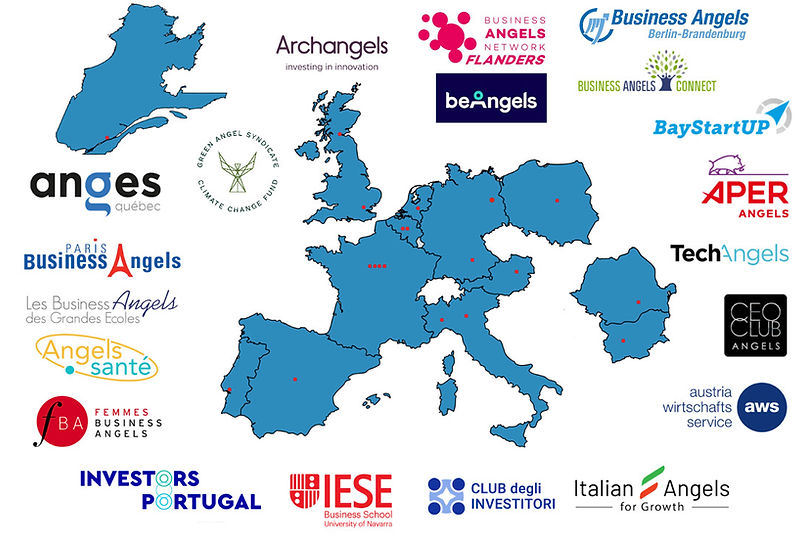 Archangels
investing in innovation
BUSINESS
ANGELS
NETWORK
FLANDERS
beAngels
Business Angels
Berlin-Brandenburg
BUSINESS ANGELS CONNECT
BayStartUP
GREEN ANGEL SYNDICATE
CLIMATE CHANGE FUND
anges
québec
APER
ANGELS
PARIS
Business Angels
TechAngels
Les Business Angels
des Grandes Ecoles
CEO
CLUB
ANGELS
Angels
santé
austria
wirtschafts
service
aws
fBA
FEMMES
BUSINESS
ANGELS
INVESTORS
PORTUGAL
IESE
Business School
University of Navarra
CLUB degli
INVESTITORI
Italian Angels
for Growth